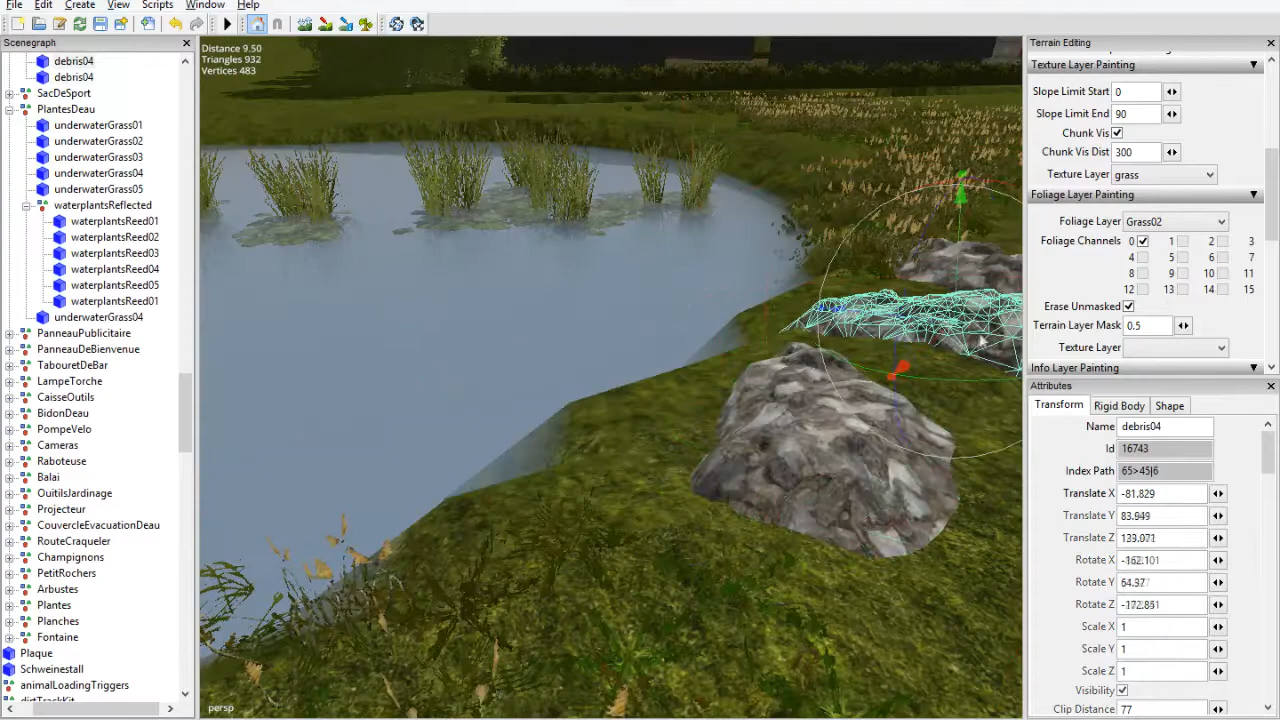 File Edit Create View Scripts Window Help
Scenegraph
debris04
debris04
SacDeSport
PlantesDeau
underwaterGrass01
underwaterGrass02
underwaterGrass03
underwaterGrass04
underwaterGrass05
waterplantsReflected
waterplantsReed01
waterplantsReed02
waterplantsReed03
waterplantsReed04
waterplantsReed05
waterplantsReed01
underwaterGrass04
PanneauPublicitaire
PanneauDeBienvenue
TabouretDeBar
LampeTorche
CaisseOutils
BidonDeau
PompeVelo
Cameras
Raboteuse
Balai
OuitilsJardinage
Projecteur
CouvercleEvacuationDeau
RouteCraqueler
Champignons
PetitRochers
Arbustes
Plantes
Planches
Fontaine
Plaque
Schweinestall
animalLoadingTriggers
dirtTrackKit
Distance 9.50
Triangles 932
Vertices 483
persp
Terrain Editing
Texture Layer Painting
Slope Limit Start 0
Slope Limit End 90
Chunk Vis
Chunk Vis Dist 300
Texture Layer grass
Foliage Layer Painting
Foliage Layer Grass02
Foliage Channels 0 1 2 3
4 5 6 7
8 9 10 11
12 13 14 15
Erase Unmasked
Terrain Layer Mask 0.5
Texture Layer
Info Layer Painting
Attributes
Transform Rigid Body Shape
Name debris04
Id 16743
Index Path 65>45|6
Translate X -81.829
Translate Y 83.949
Translate Z
Rotate X
Rotate Y
Rotate Z
Scale X 1
Scale Y 1
Scale Z 1
Visibility
Clip Distance 77